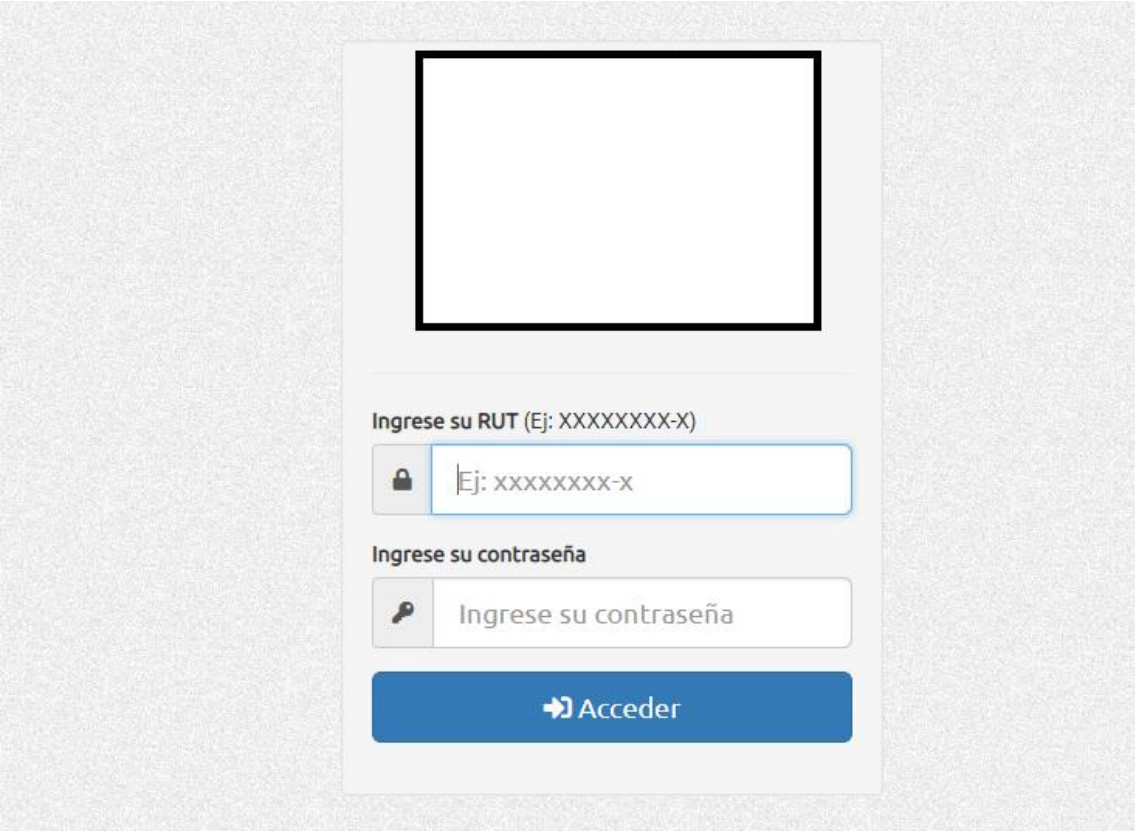 Ingrese su RUT (Ej: XXXXXXXX-X)
Ej: xxxxxxxx-x
Ingrese su contraseña
Ingrese su contraseña
Acceder